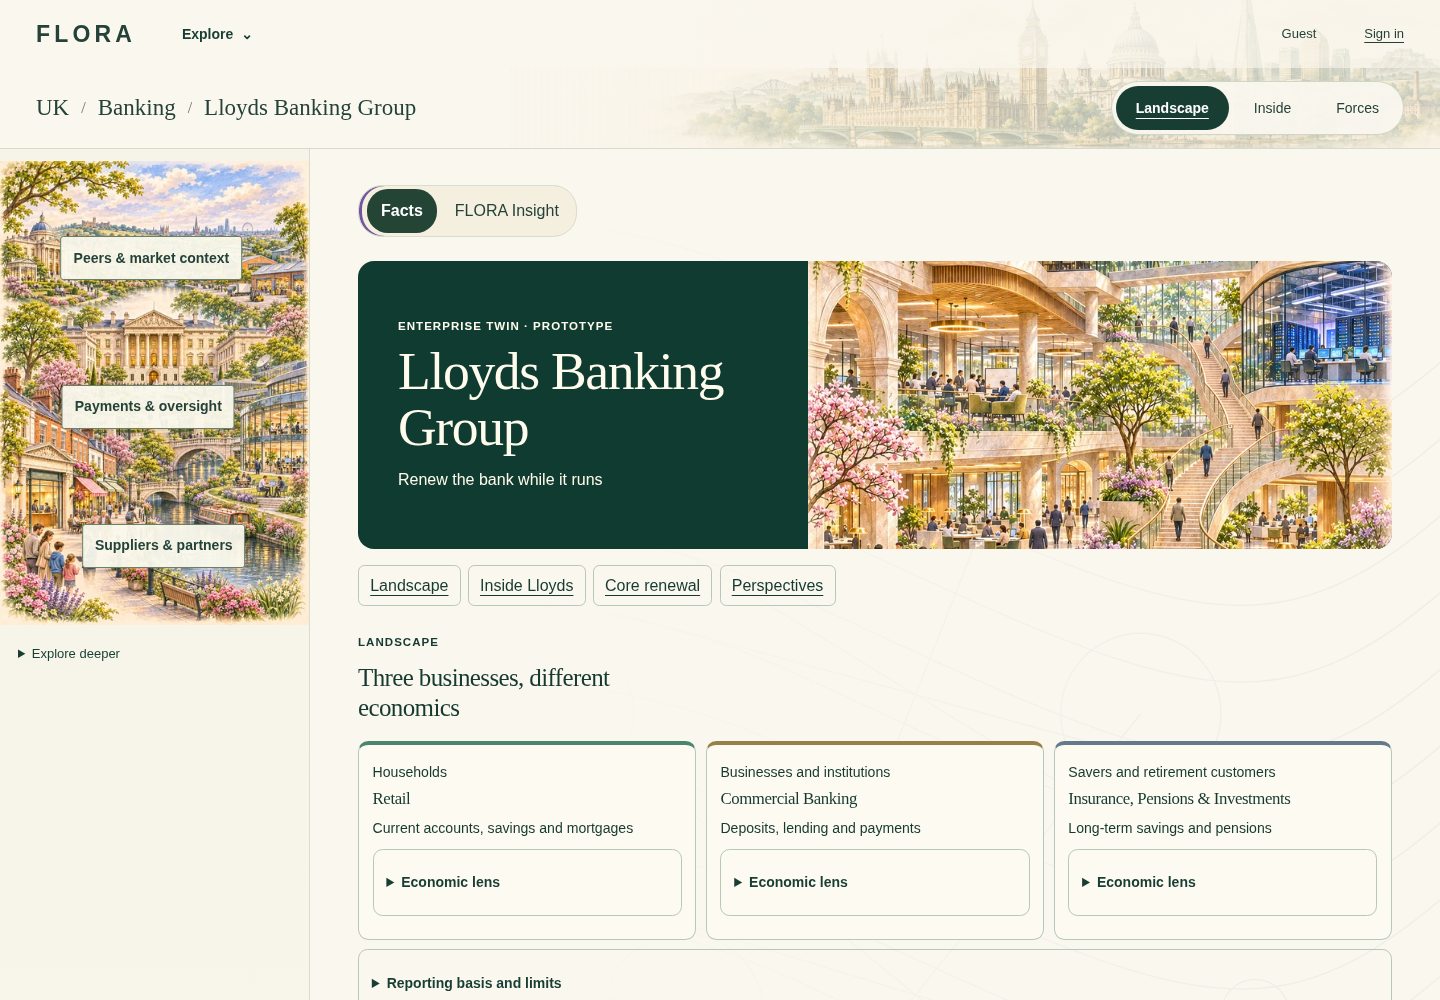 FLORA
Explore
Guest
Sign in
UK / Banking / Lloyds Banking Group
Landscape
Inside
Forces
Peers & market context
Payments & oversight
Suppliers & partners
Explore deeper
Facts
FLORA Insight
ENTERPRISE TWIN · PROTOTYPE
Lloyds Banking
Group
Renew the bank while it runs
Landscape
Inside Lloyds
Core renewal
Perspectives
LANDSCAPE
Three businesses, different
economics
Households
Retail
Current accounts, savings and mortgages
Economic lens
Businesses and institutions
Commercial Banking
Deposits, lending and payments
Economic lens
Savers and retirement customers
Insurance, Pensions & Investments
Long-term savings and pensions
Economic lens
Reporting basis and limits